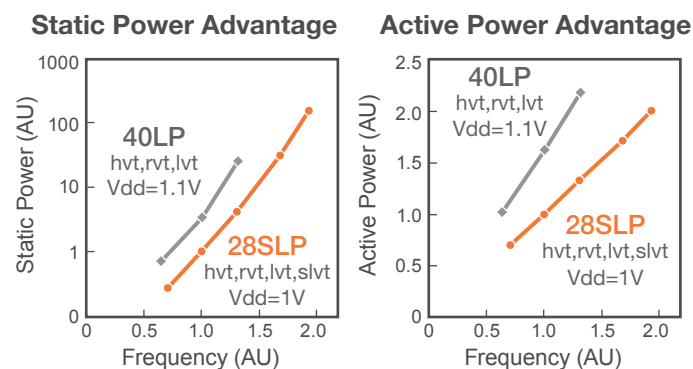 Static Power Advantage
Static Power (AU)
1000
100
10
1
0
40LP
hvt,rvt,lvt
Vdd=1.1V
28SLP
hvt,rvt,lvt,slvt
Vdd=1V
0
0.5
1.0
1.5
2.0
Frequency (AU)
Active Power Advantage
Active Power (AU)
2.5
2.0
1.5
1.0
0.5
0
40LP
hvt,rvt,lvt
Vdd=1.1V
28SLP
hvt,rvt,lvt,slvt
Vdd=1V
0
0.5
1.0
1.5
2.0
Frequency (AU)